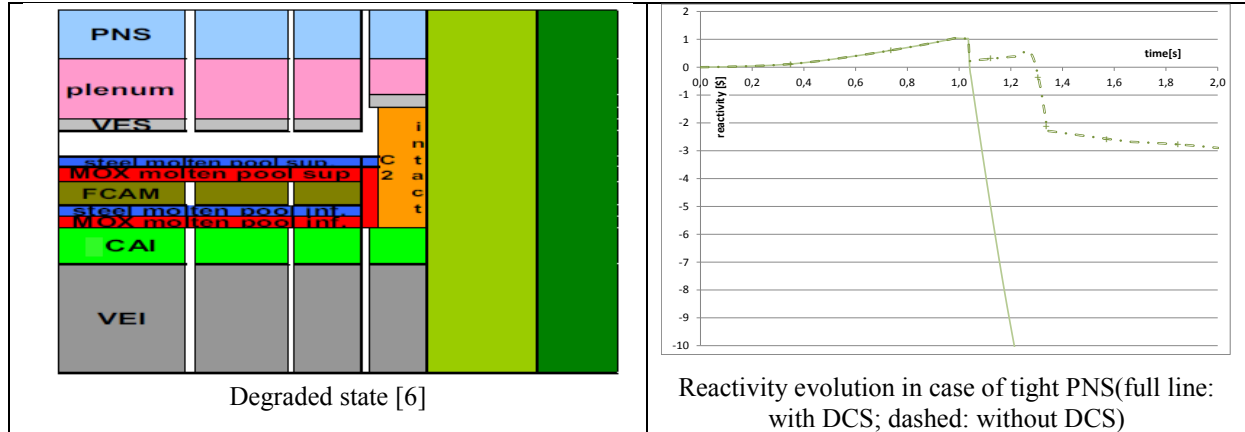 PNS
plenum
VES
steel molten pool sup
MOX molten pool sup
FCAM
steel molten pool inf.
MOX molten pool inf.
CAI
VEI
C2
intact
Degraded state [6]
2
1
0
-1
-2
-3
-4
-5
-6
-7
-8
-9
-10
time[s]
0,0 0,2 0,4 0,6 0,8 1,0 1,2 1,4 1,6 1,8 2,0
reactivity [$]
Reactivity evolution in case of tight PNS(full line:
with DCS; dashed: without DCS)